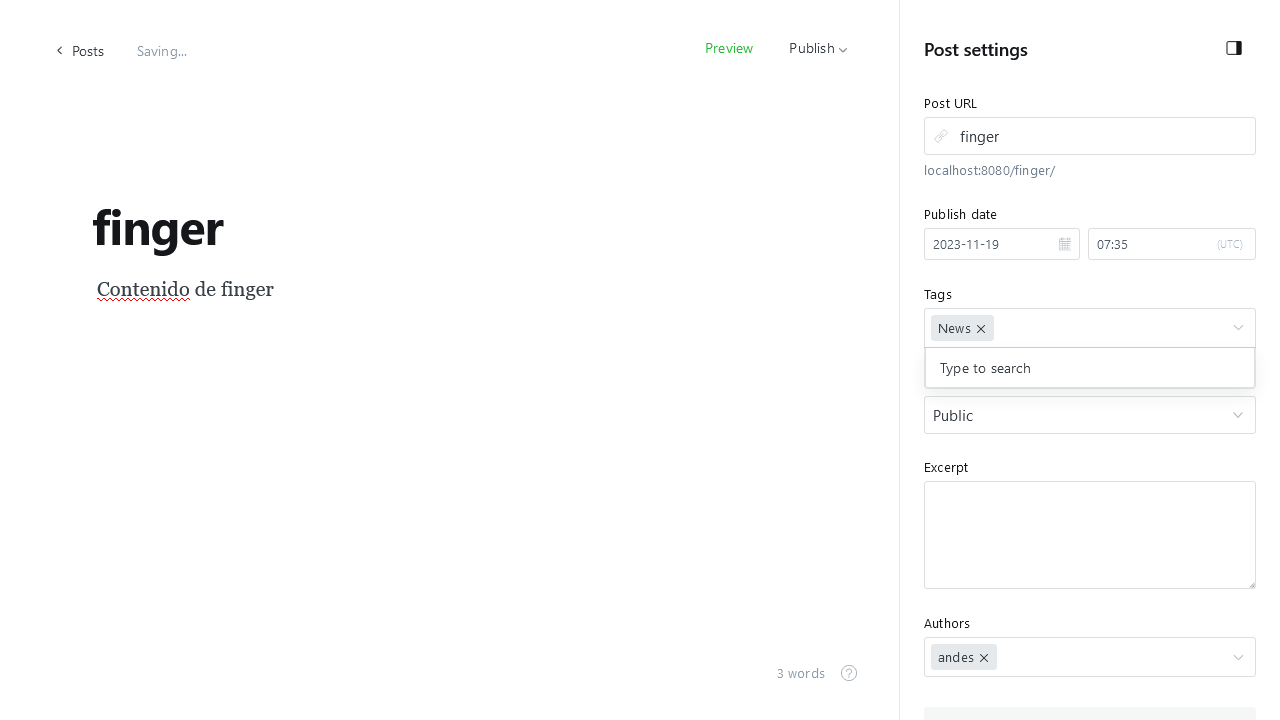 Posts
Saving...
Preview
Publish
finger
Contenido de finger
3 words
?
Post settings
Post URL
finger
localhost:8080/finger/
Publish date
2023-11-19
07:35
(UTC)
Tags
News
Type to search
Public
Excerpt
Authors
andes